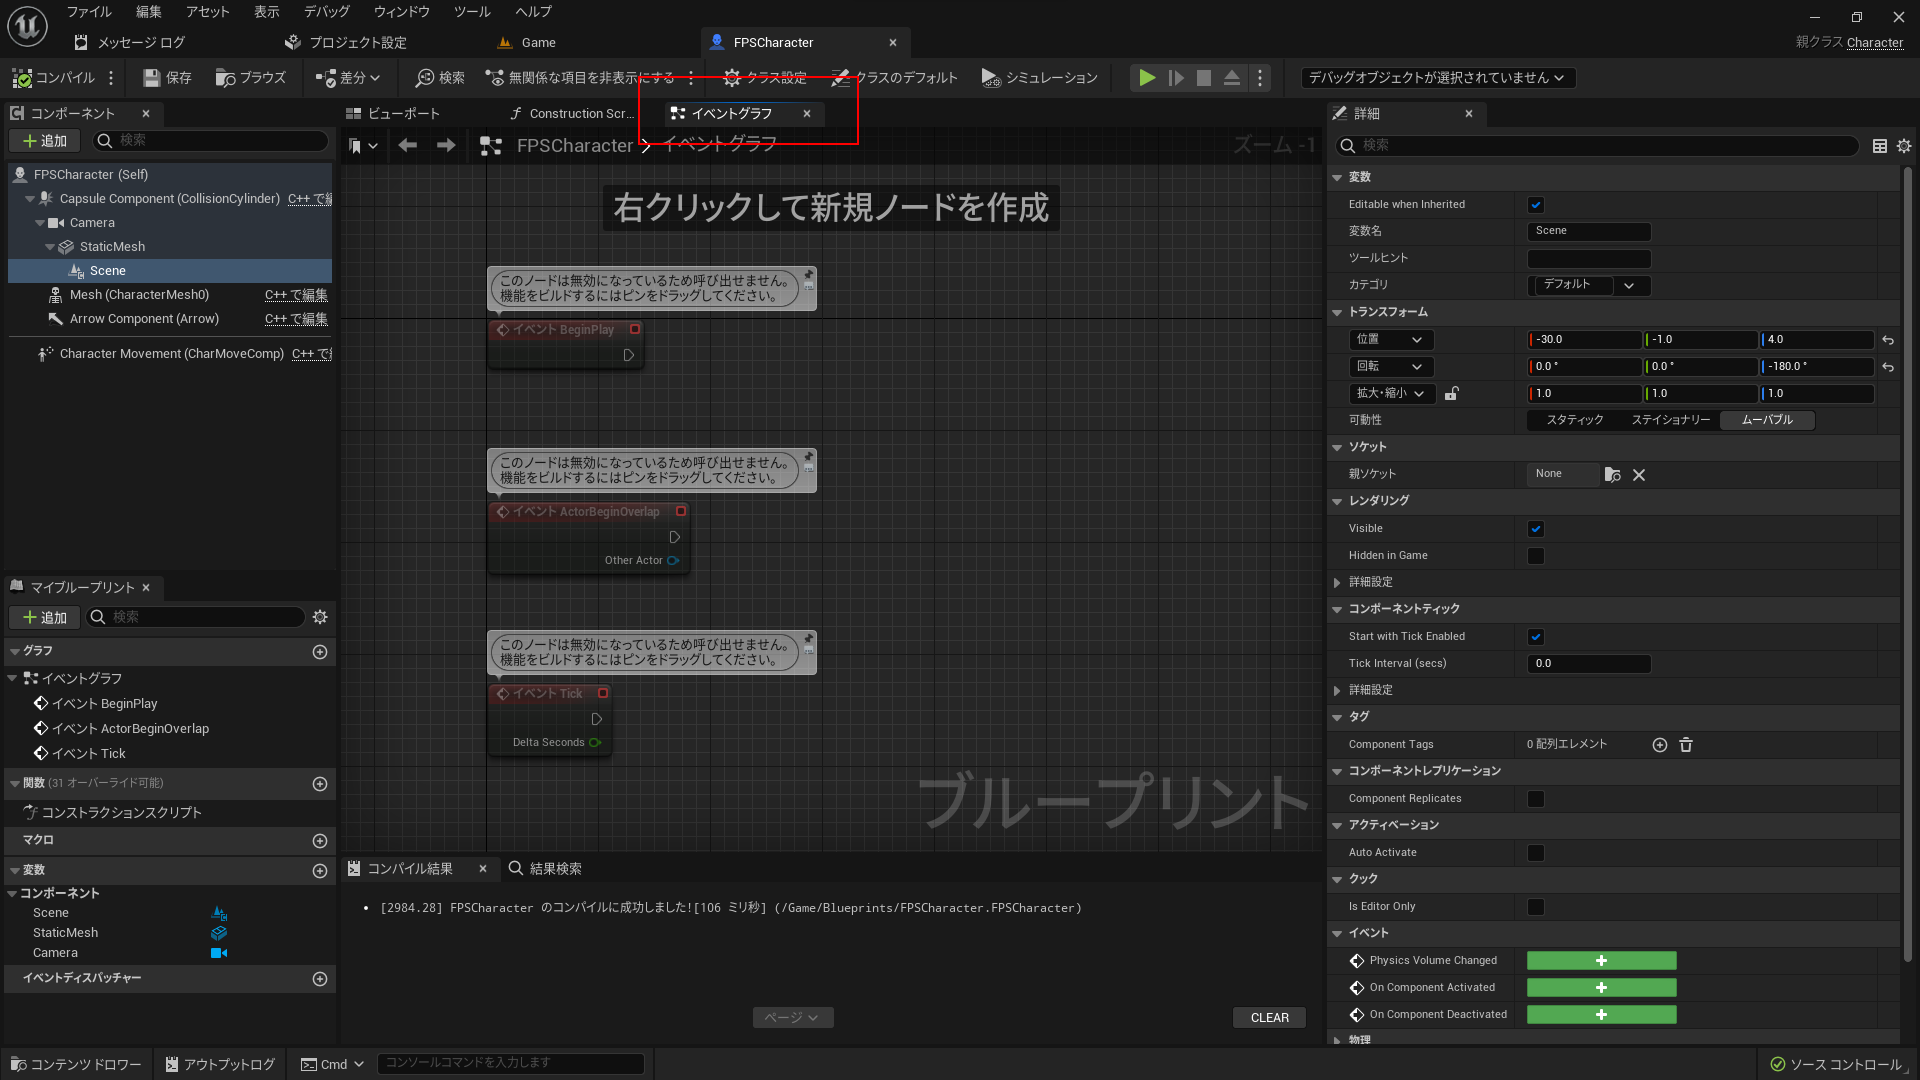 ファイル 編集 アセット 表示 デバッグ ウィンドウ ツール ヘルプ
メッセージ ログ プロジェクト設定 Game FPSCharacter
親クラス Character
コンパイル 保存 ブラウズ 差分 検索 無関係な項目を非表示にする クラス設定 クラスのデフォルト シミュレーション デバッグオブジェクトが選択されていません
コンポーネント
追加 検索
FPSCharacter (Self)
Capsule Component (CollisionCylinder) C++ で編
Camera
StaticMesh
Scene
Mesh (CharacterMesh0) C++ で編集
Arrow Component (Arrow) C++ で編集
Character Movement (CharMoveComp) C++ で
マイブループリント
追加 検索
グラフ
イベントグラフ
イベント BeginPlay
イベント ActorBeginOverlap
イベント Tick
関数 (31 オーバーライド可能)
コンストラクションスクリプト
マクロ
変数
コンポーネント
Scene
StaticMesh
Camera
イベントディスパッチャー
ビューポート Construction Scr... イベントグラフ
FPSCharacter イベントグラフ ズーム -1
右クリックして新規ノードを作成
このノードは無効になっているため呼び出せません。
機能をビルドするにはピンをドラッグしてください。
イベント BeginPlay
このノードは無効になっているため呼び出せません。
機能をビルドするにはピンをドラッグしてください。
イベント ActorBeginOverlap
Other Actor
このノードは無効になっているため呼び出せません。
機能をビルドするにはピンをドラッグしてください。
イベント Tick
Delta Seconds
ブループリント
コンパイル結果 結果検索
[2984.28] FPSCharacter のコンパイルに成功しました![106 ミリ秒] (/Game/Blueprints/FPSCharacter.FPSCharacter)
ページ CLEAR
詳細
検索
変数
Editable when Inherited
変数名 Scene
ツールヒント
カテゴリ デフォルト
トランスフォーム
位置 -30.0 -1.0 4.0
回転 0.0 ° 0.0 ° -180.0 °
拡大・縮小 1.0 1.0 1.0
可動性 スタティック ステイショナリー ムーバブル
ソケット
親ソケット None
レンダリング
Visible
Hidden in Game
詳細設定
コンポーネントティック
Start with Tick Enabled
Tick Interval (secs) 0.0
詳細設定
タグ
Component Tags 0 配列エレメント
コンポーネントレプリケーション
Component Replicates
アクティベーション
Auto Activate
クック
Is Editor Only
イベント
Physics Volume Changed
On Component Activated
On Component Deactivated
物理
コンテンツ ドロワー アウトプットログ Cmd コンソールコマンドを入力します ソース コントロール